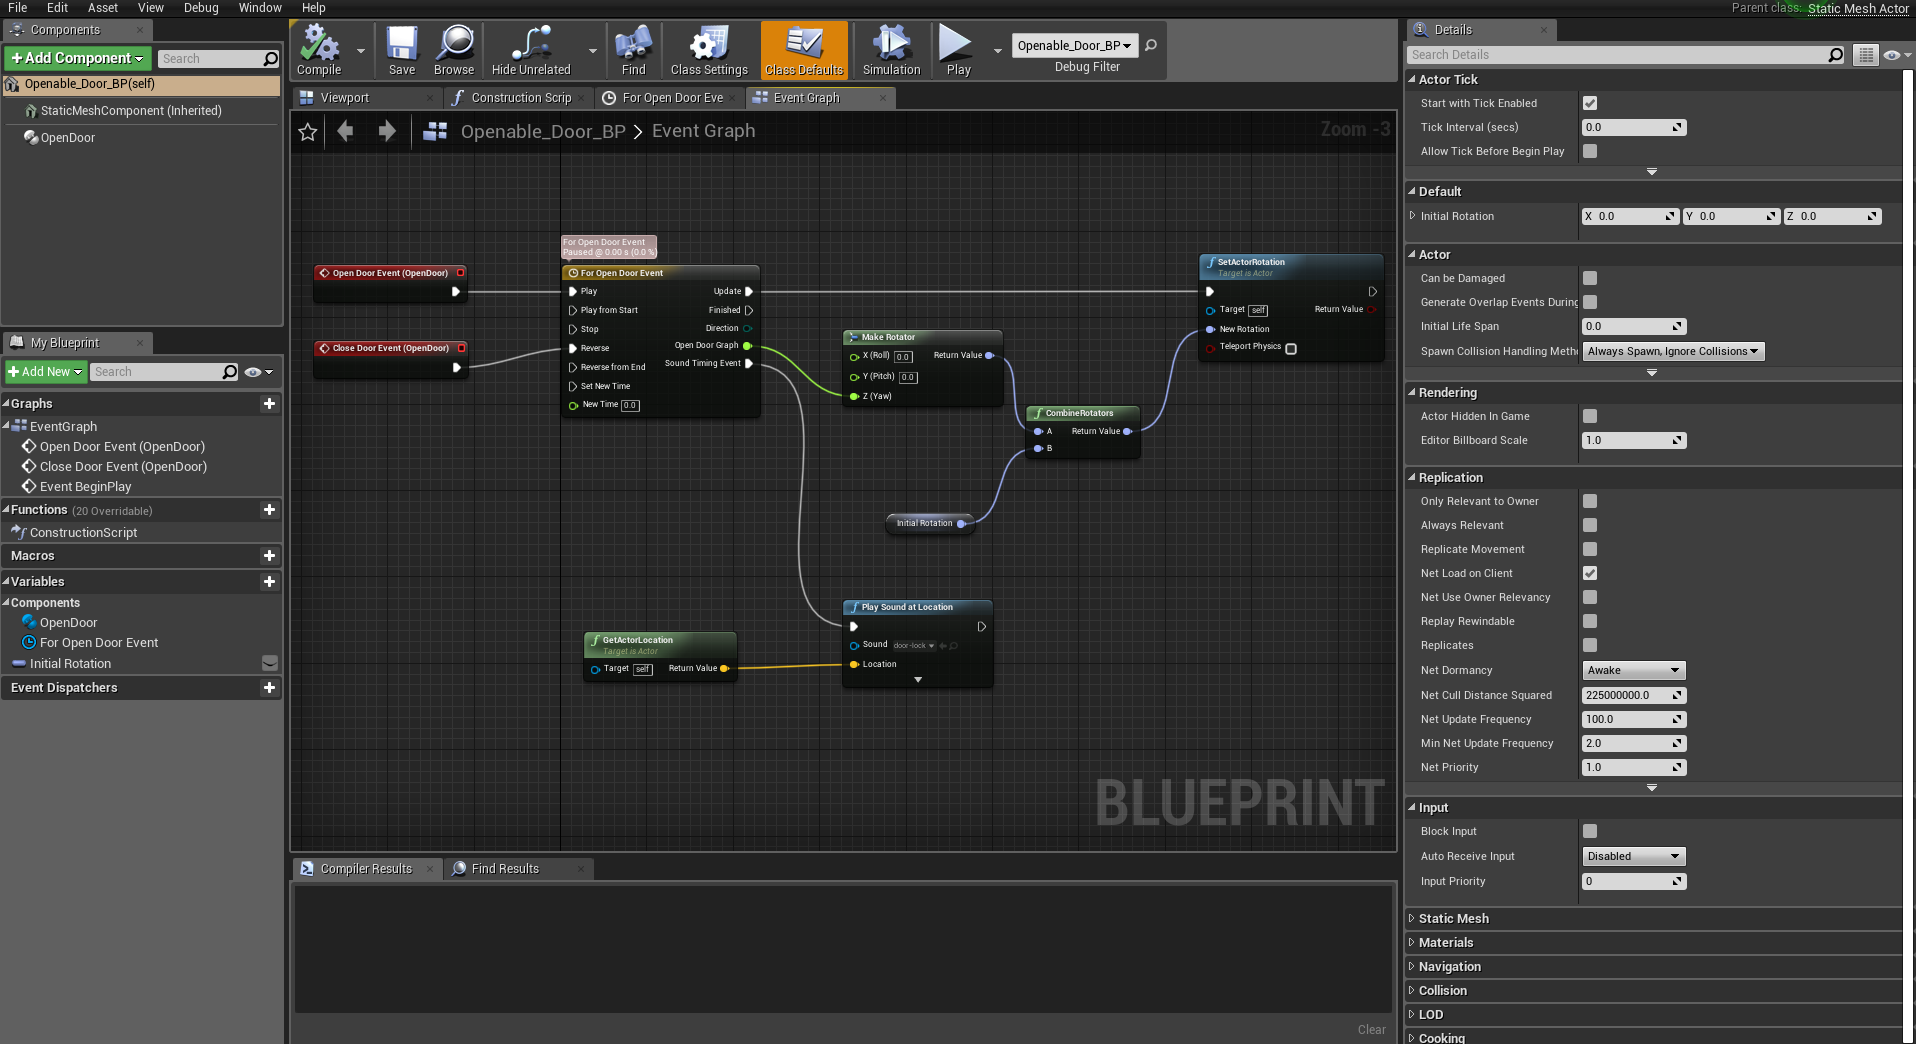 File Edit Asset View Debug Window Help
Parent class: Static Mesh Actor
Components
Add Component
Search
Openable_Door_BP(self)
StaticMeshComponent (Inherited)
OpenDoor
My Blueprint
Add New
Search
Graphs
EventGraph
Open Door Event (OpenDoor)
Close Door Event (OpenDoor)
Event BeginPlay
Functions (20 Overridable)
ConstructionScript
Macros
Variables
Components
OpenDoor
For Open Door Event
Initial Rotation
Event Dispatchers
Compile
Save
Browse
Hide Unrelated
Find
Class Settings
Class Defaults
Simulation
Play
Openable_Door_BP
Debug Filter
Viewport
Construction Scrip
For Open Door Eve
Event Graph
Openable_Door_BP > Event Graph
Zoom -3
For Open Door Event
Paused @ 0.00 s (0.0 %)
Open Door Event (OpenDoor)
Close Door Event (OpenDoor)
For Open Door Event
Play Update
Play from Start Finished
Stop Direction
Open Door Graph
Reverse
Reverse from End Sound Timing Event
Set New Time
New Time 0.0
Make Rotator
X (Roll) 0.0 Return Value
Y (Pitch) 0.0
Z (Yaw)
CombineRotators
A Return Value
B
Initial Rotation
SetActorRotation
Target is Actor
Target self Return Value
New Rotation
Teleport Physics
GetActorLocation
Target is Actor
Target self Return Value
Play Sound at Location
Sound door-lock
Location
BLUEPRINT
Compiler Results
Find Results
Clear
Details
Search Details
Actor Tick
Start with Tick Enabled
Tick Interval (secs) 0.0
Allow Tick Before Begin Play
Default
Initial Rotation X 0.0 Y 0.0 Z 0.0
Actor
Can be Damaged
Generate Overlap Events During
Initial Life Span 0.0
Spawn Collision Handling Metho Always Spawn, Ignore Collisions
Rendering
Actor Hidden In Game
Editor Billboard Scale 1.0
Replication
Only Relevant to Owner
Always Relevant
Replicate Movement
Net Load on Client
Net Use Owner Relevancy
Replay Rewindable
Replicates
Net Dormancy Awake
Net Cull Distance Squared 225000000.0
Net Update Frequency 100.0
Min Net Update Frequency 2.0
Net Priority 1.0
Input
Block Input
Auto Receive Input Disabled
Input Priority 0
Static Mesh
Materials
Navigation
Collision
LOD
Cooking